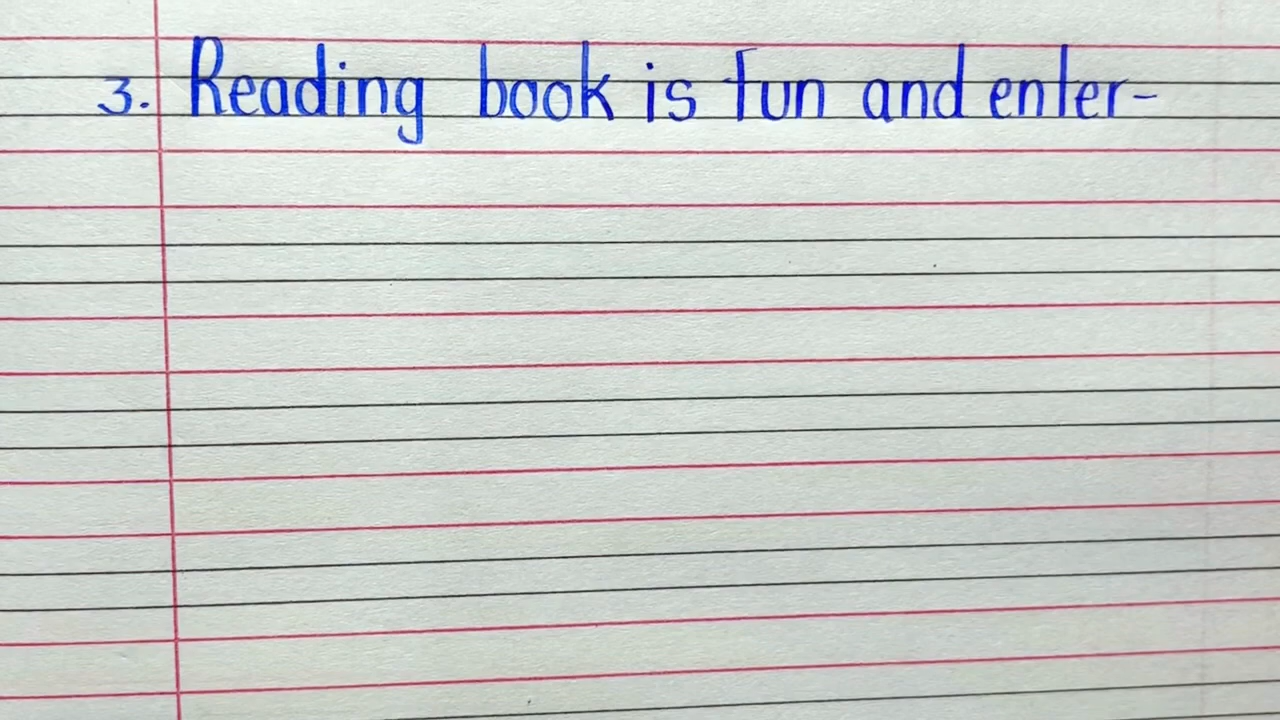 3. Reading book is fun and enter-